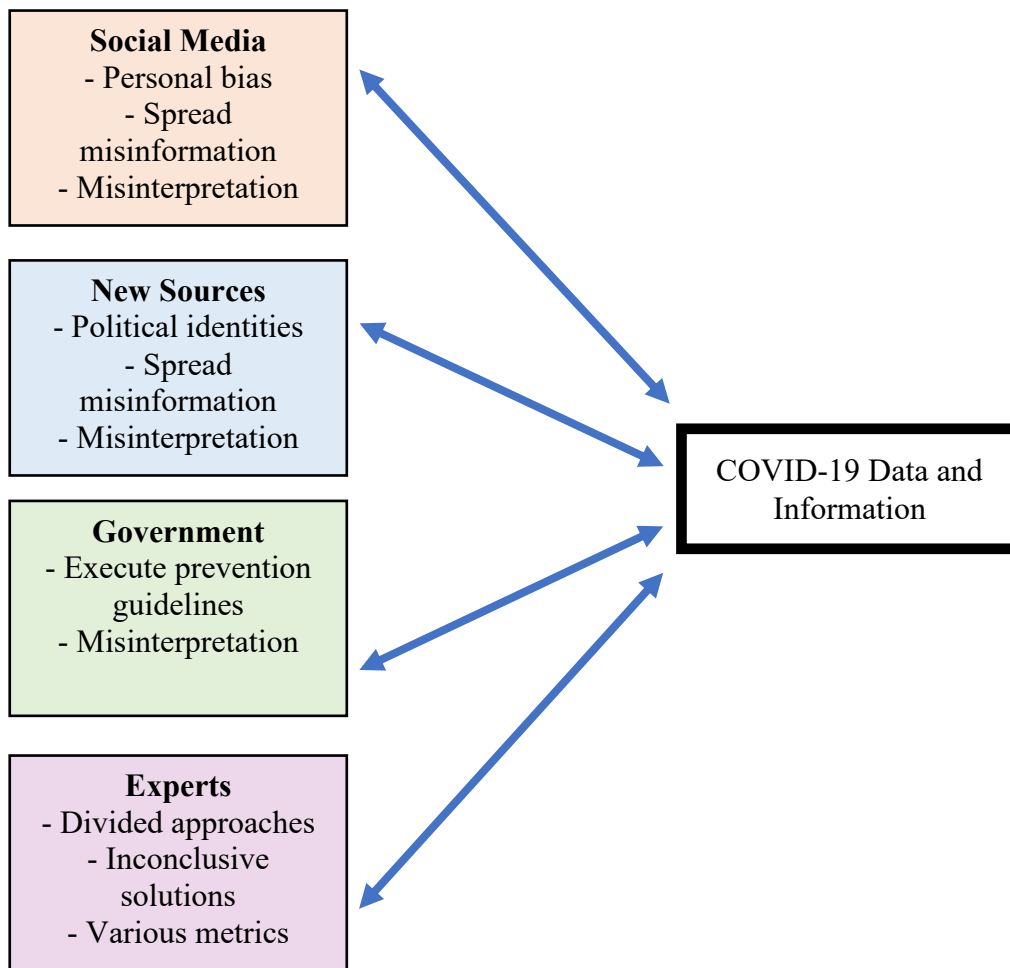 Social Media
- Personal bias
- Spread
misinformation
- Misinterpretation
New Sources
- Political identities
- Spread
misinformation
- Misinterpretation
Government
- Execute prevention
guidelines
- Misinterpretation
Experts
- Divided approaches
- Inconclusive
solutions
- Various metrics
COVID-19 Data and
Information